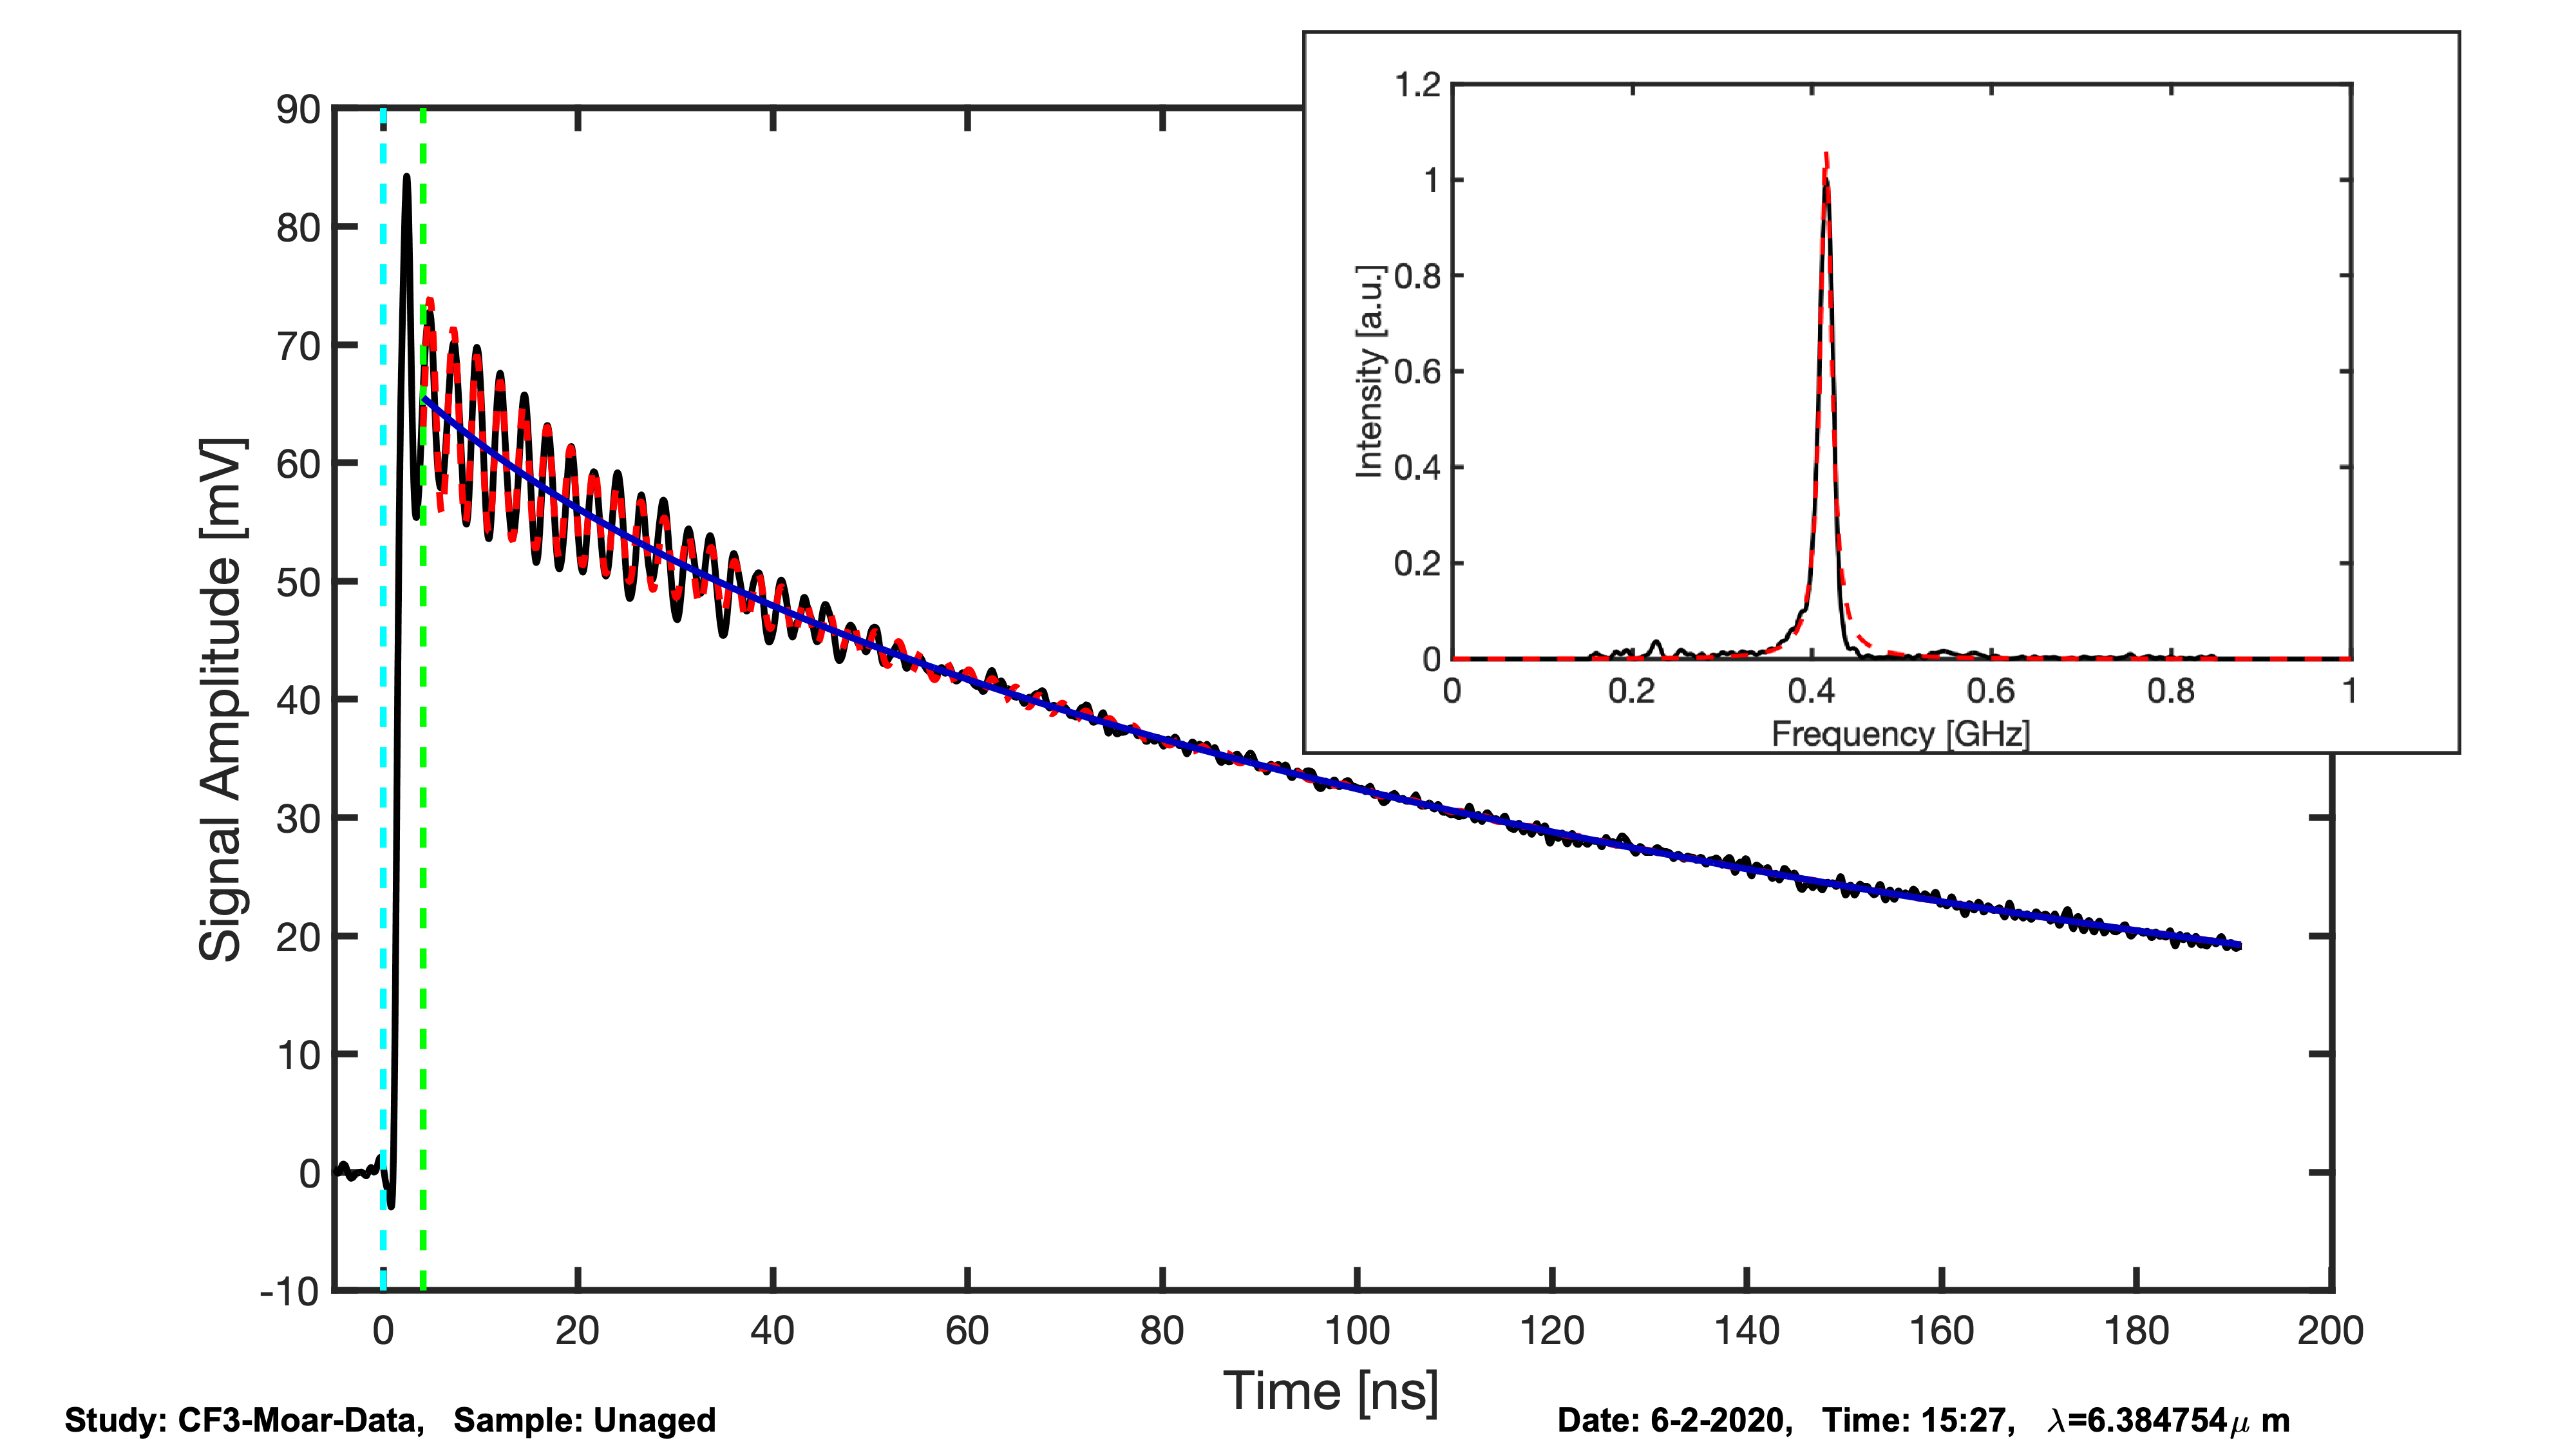 1.2
1
0.8
0.6
0.4
0.2
0
Intensity [a.u.]
0 0.2 0.4 0.6 0.8 1
Frequency [GHz]
90
80
70
60
50
40
30
20
10
0
-10
Signal Amplitude [mV]
0 20 40 60 80 100 120 140 160 180 200
Time [ns]
Study: CF3-Moar-Data, Sample: Unaged
Date: 6-2-2020, Time: 15:27, λ=6.384754μ m